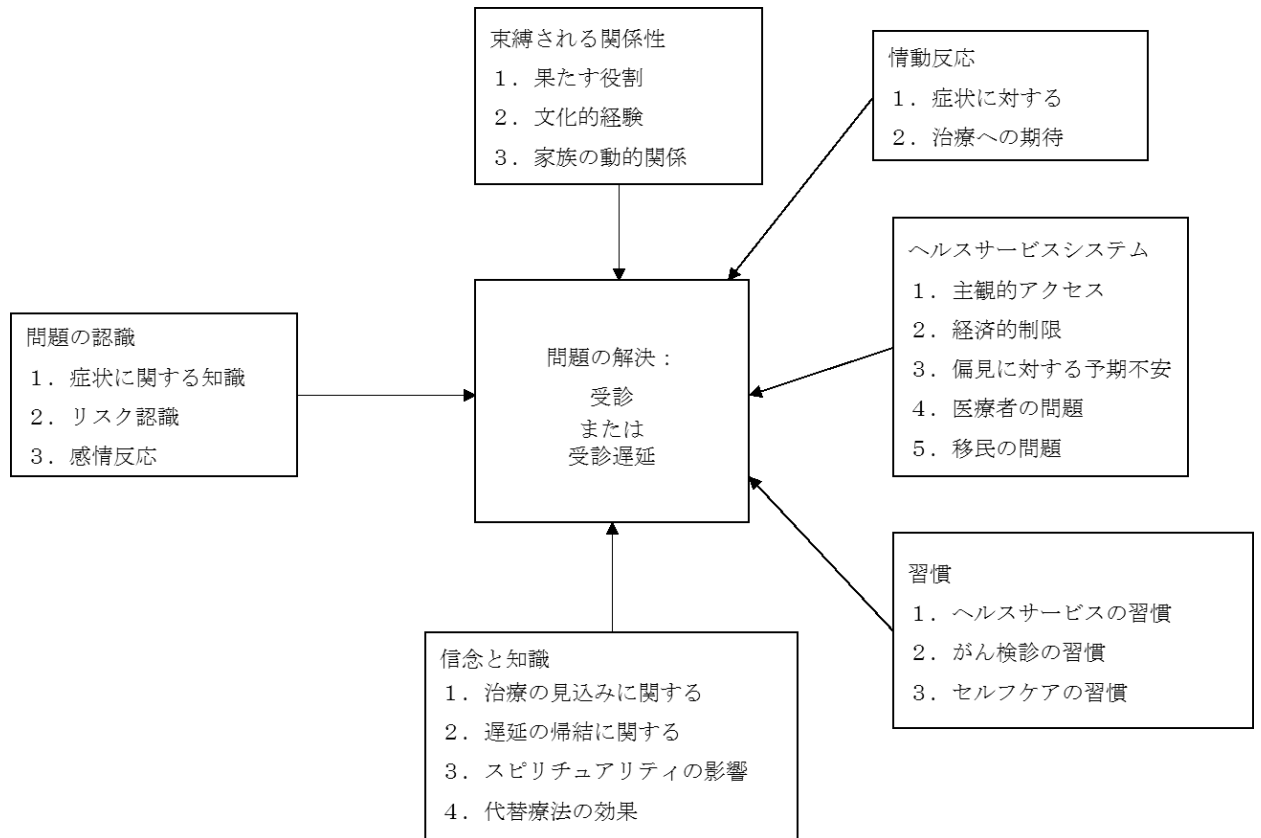 束縛される関係性
１．果たす役割
２．文化的経験
３．家族の動的関係
情動反応
１．症状に対する
２．治療への期待
ヘルスサービスシステム
１．主観的アクセス
２．経済的制限
３．偏見に対する予期不安
４．医療者の問題
５．移民の問題
問題の認識
１．症状に関する知識
２．リスク認識
３．感情反応
問題の解決：
受診
または
受診遅延
習慣
１．ヘルスサービスの習慣
２．がん検診の習慣
３．セルフケアの習慣
信念と知識
１．治療の見込みに関する
２．遅延の帰結に関する
３．スピリチュアリティの影響
４．代替療法の効果